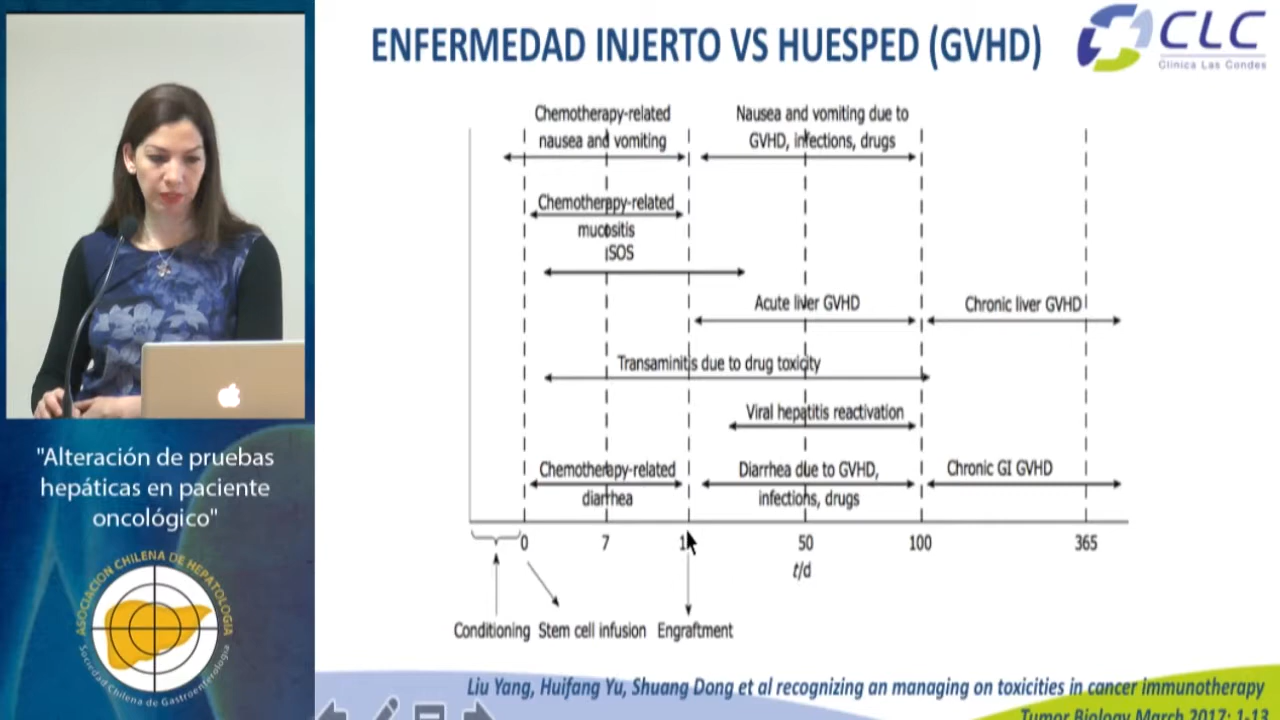 ENFERMEDAD INJERTO VS HUESPED (GVHD)
CLC
Clínica Las Condes
Chemotherapy-related
nausea and vomiting
Nausea and vomiting due to
GVHD, infections, drugs
Chemotherapy-related
mucositis
SOS
Acute liver GVHD
Chronic liver GVHD
Transaminitis due to drug toxicity
Viral hepatitis reactivation
Chemotherapy-related
diarrhea
Diarrhea due to GVHD,
infections, drugs
Chronic GI GVHD
0 7 50 100 365
t/d
Conditioning Stem cell infusion Engraftment
Liu Yang, Huifang Yu, Shuang Dong et al recognizing an managing on toxicities in cancer immunotherapy
Tumor Biology March 2017: 1-13
"Alteración de pruebas
hepáticas en paciente
oncológico"
ASOCIACION CHILENA DE HEPATOLOGIA
Sociedad Chilena de Gastroenterología